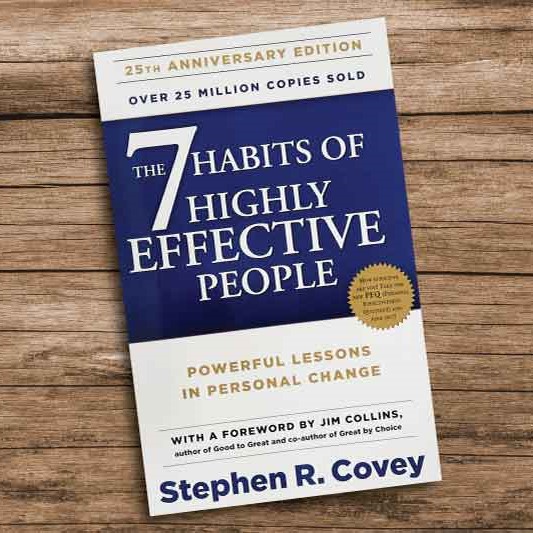 25TH ANNIVERSARY EDITION
OVER 25 MILLION COPIES SOLD
THE 7 HABITS OF
HIGHLY
EFFECTIVE
PEOPLE
POWERFUL LESSONS
IN PERSONAL CHANGE
WITH A FOREWORD BY JIM COLLINS,
author of Good to Great and co-author of Great by Choice
Stephen R. Covey